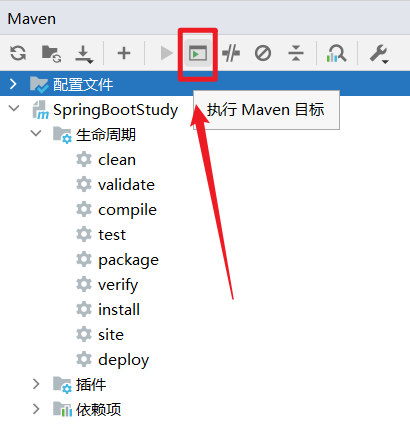 Maven
配置文件
SpringBootStudy
执行 Maven 目标
生命周期
clean
validate
compile
test
package
verify
install
site
deploy
插件
依赖项